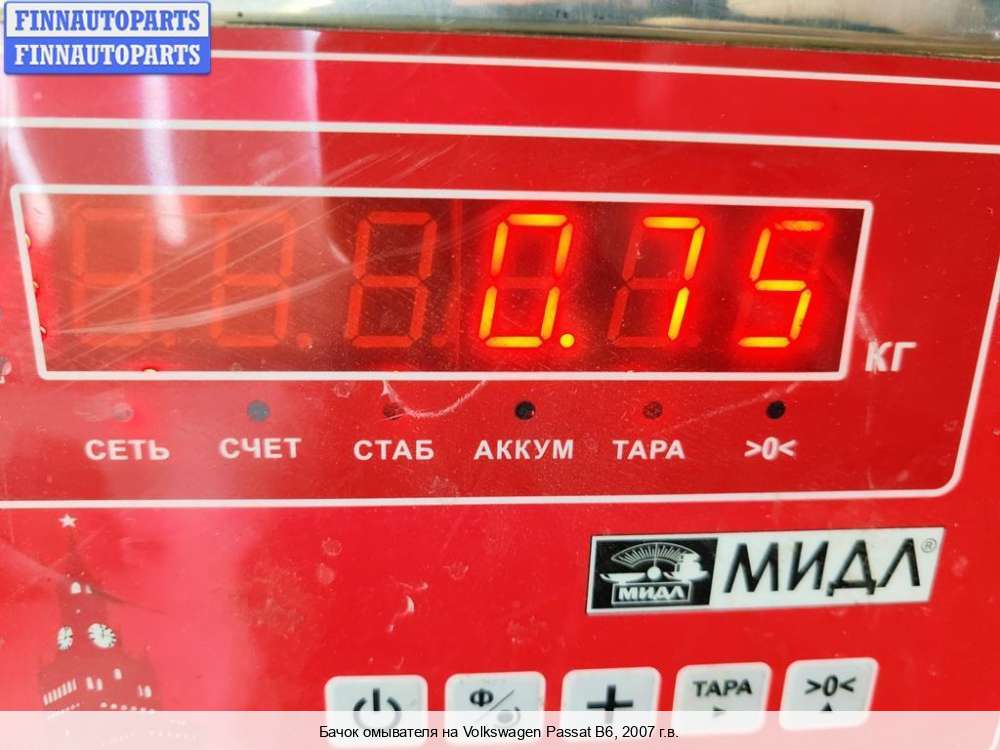 FINNAUTOPARTS
FINNAUTOPARTS
0.75
КГ
СЕТЬ СЧЕТ СТАБ АККУМ ТАРА >0<
МИДЛ МИДЛ®
Ф
+ ТАРА >0<
Бачок омывателя на Volkswagen Passat B6, 2007 г.в.